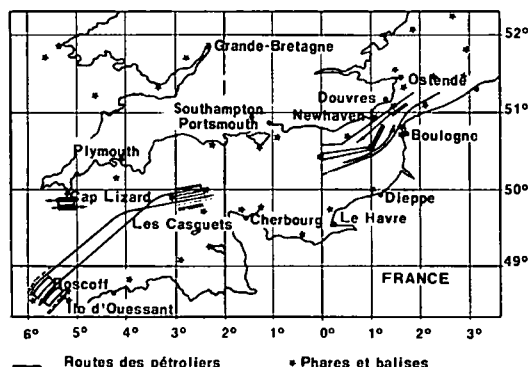 52°
Grande-Bretagne
Ostende
Douvres
Southampton
Newhaven
51°
Portsmouth
Boulogne
Plymouth
Cap Lizard
50°
Dieppe
Les Casquets
Cherbourg
Le Havre
49°
Roscoff
FRANCE
Ilo d'Ouessant
6° 5° 4° 3° 2° 1° 0° 1° 2° 3°
Routes des pétroliers
* Phares et balises